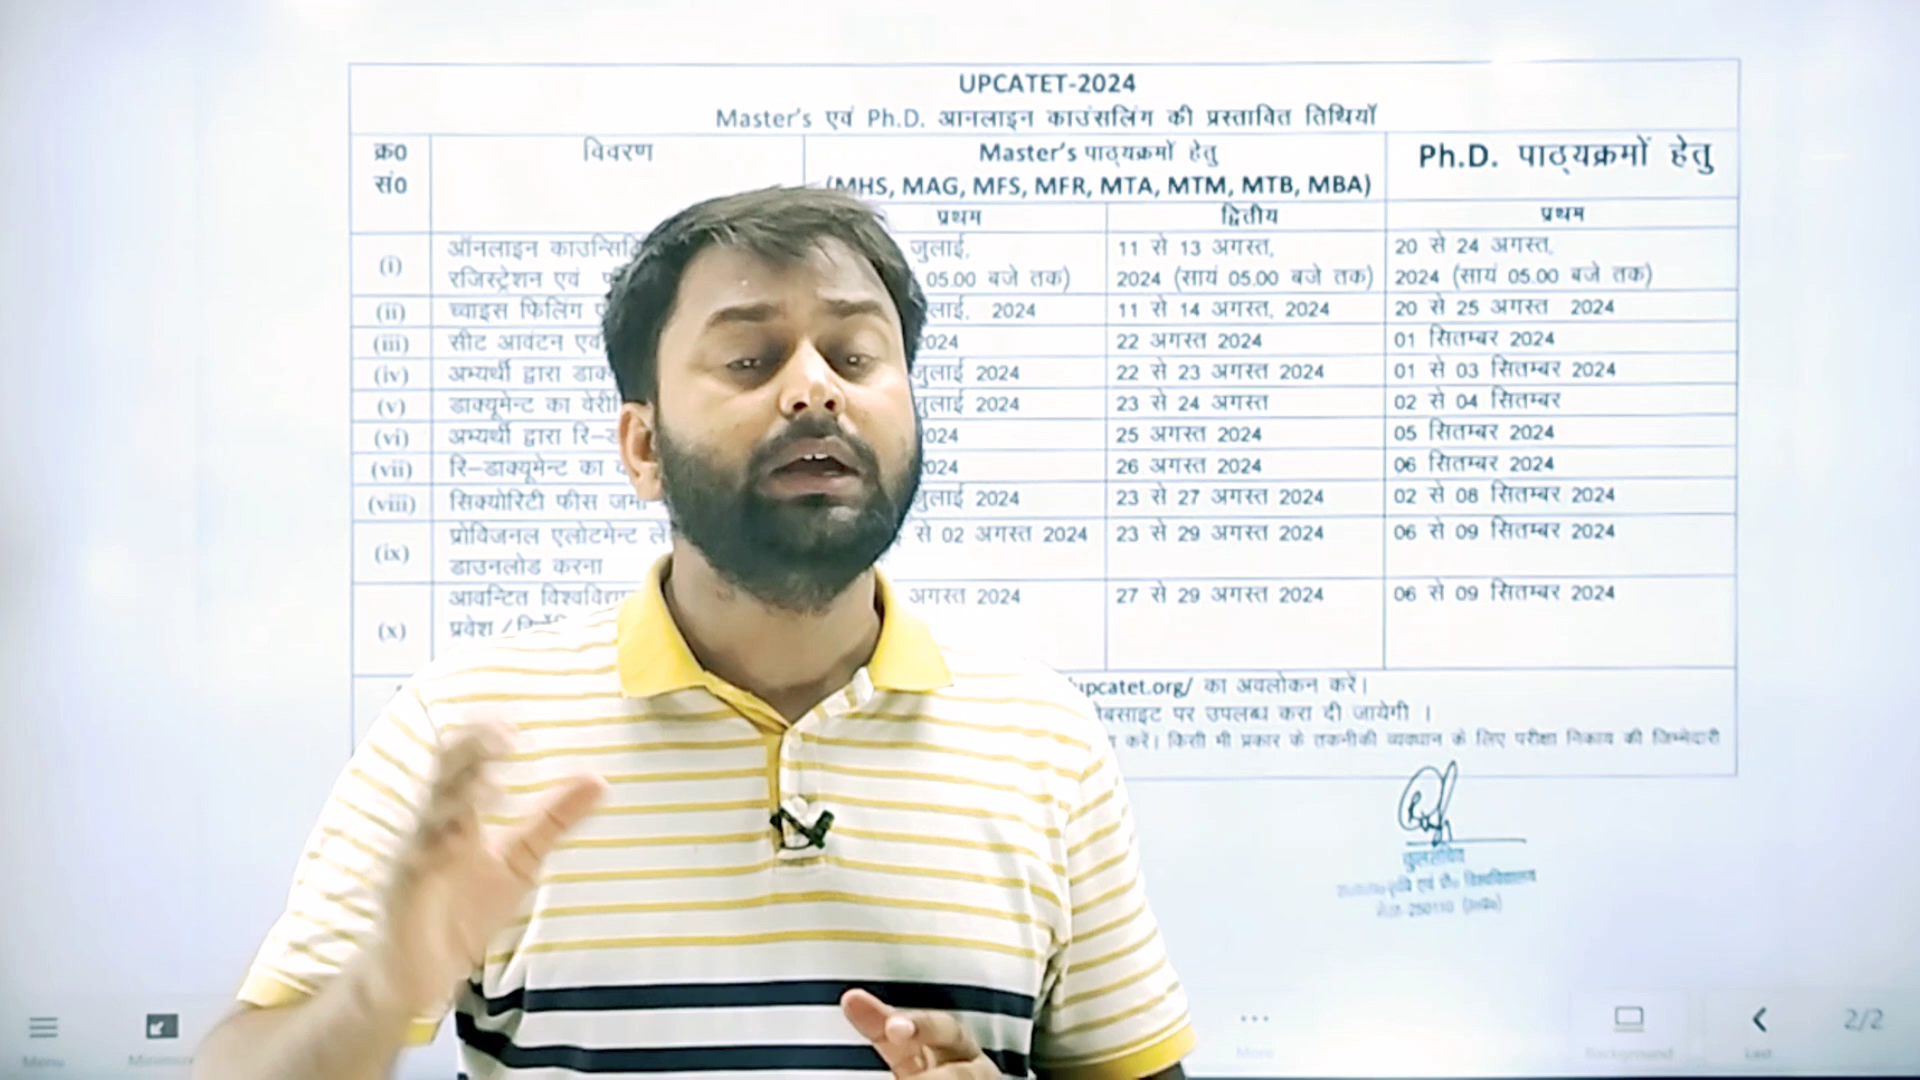 UPCATET-2024
Master's एवं Ph.D. आनलाइन काउंसलिंग की प्रस्तावित तिथियॉ
क्र0 सं0
विवरण
Master's पाठ्यक्रमों हेतु
(MHS, MAG, MFS, MFR, MTA, MTM, MTB, MBA)
Ph.D. पाठ्यक्रमों हेतु
प्रथम द्वितीय प्रथम
(i) ऑनलाइन जुलाई, 11 से 13 अगस्त, 20 से 24 अगस्त,
रजिस्ट्रेशन एवं 05.00 बजे तक) 2024 (सायं 05.00 बजे तक) 2024 (सायं 05.00 बजे तक)
(ii) च्वाइस फिलिंग 2024 11 से 14 अगस्त, 2024 20 से 25 अगस्त 2024
(iii) सीट आवंटन 2024 22 अगस्त 2024 01 सितम्बर 2024
(iv) अभ्यर्थी द्वारा जुलाई 2024 22 से 23 अगस्त 2024 01 से 03 सितम्बर 2024
(v) डाक्यूमेन्ट का जुलाई 2024 23 से 24 अगस्त 02 से 04 सितम्बर
(vi) अभ्यर्थी द्वारा 2024 25 अगस्त 2024 05 सितम्बर 2024
(vii) रि-डाक्यूमेन्ट का 2024 26 अगस्त 2024 06 सितम्बर 2024
(viii) सिक्योरिटी फीस जुलाई 2024 23 से 27 अगस्त 2024 02 से 08 सितम्बर 2024
(ix) प्रोविजनल एलोटमेन्ट से 02 अगस्त 2024 23 से 29 अगस्त 2024 06 से 09 सितम्बर 2024
डाउनलोड करना
(x) आवन्टित अगस्त 2024 27 से 29 अगस्त 2024 06 से 09 सितम्बर 2024
प्रवेश /
upcatet.org/ का अवलोकन करें।
पर उपलब्ध करा दी जायेगी ।
करें। किसी भी प्रकार के तकनीकी व्यवधान के लिए परीक्षा निकाय की जिम्मेदारी
कुलसचिव
कृषि एवं प्रौ० विश्वविद्यालय
250110
Menu Minimize More Background Last 2/2